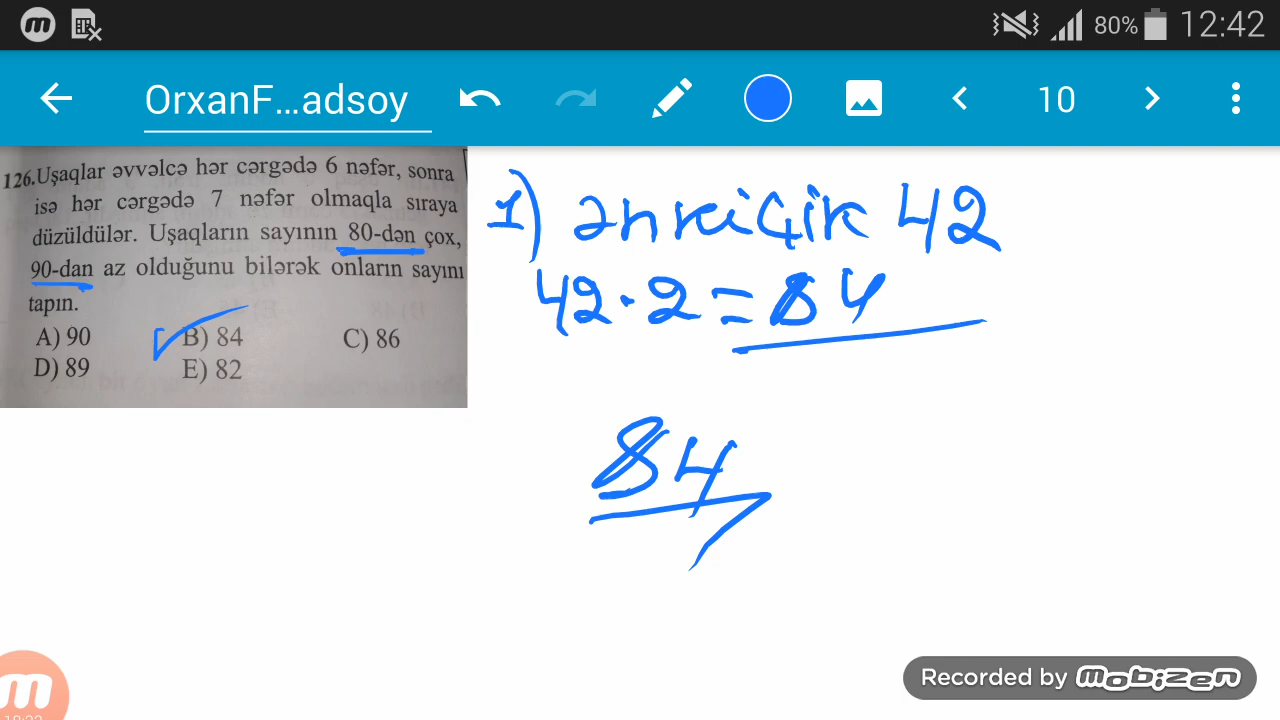 80% 12:42
OrxanF...adsoy 10
126. Uşaqlar əvvəlcə hər cərgədə 6 nəfər, sonra
isə hər cərgədə 7 nəfər olmaqla sıraya
düzüldülər. Uşaqların sayının 80-dən çox,
90-dan az olduğunu bilərək onların sayını
tapın.
A) 90 B) 84 C) 86
D) 89 E) 82
1) ən kiçik 42
42·2=84
84
Recorded by mobizen